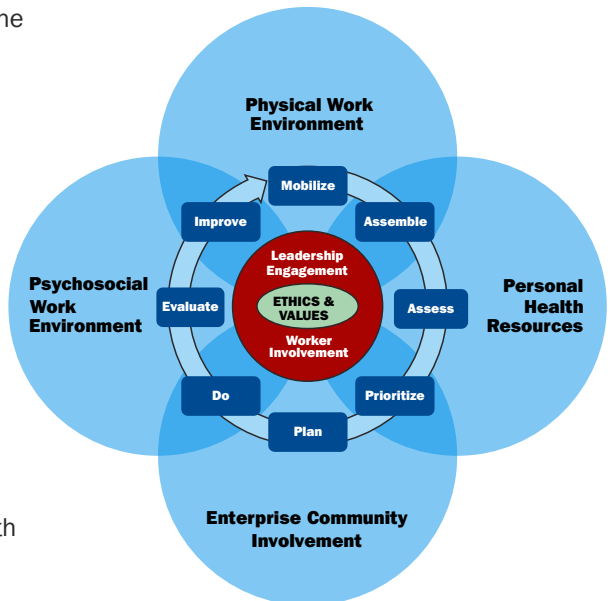 ne
Physical Work
Environment
Mobilize
Improve
Assemble
Leadership
Engagement
Psychosocial
Work
Environment
Evaluate
ETHICS &
VALUES
Assess
Personal
Health
Resources
Worker
Involvement
Do
Prioritize
Plan
Enterprise Community
Involvement
th